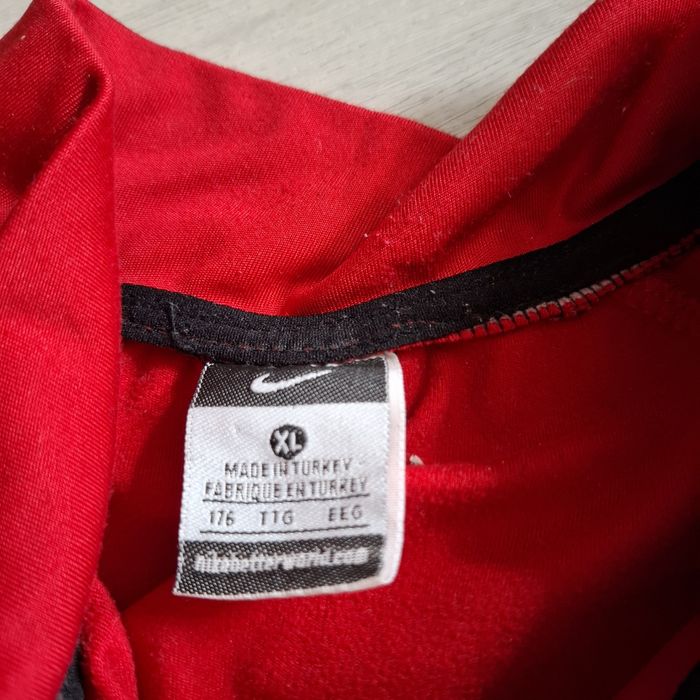 XL
MADE IN TURKEY
FABRIQUE EN TURKEY
176 TTG EEG
nikebetterworld.com